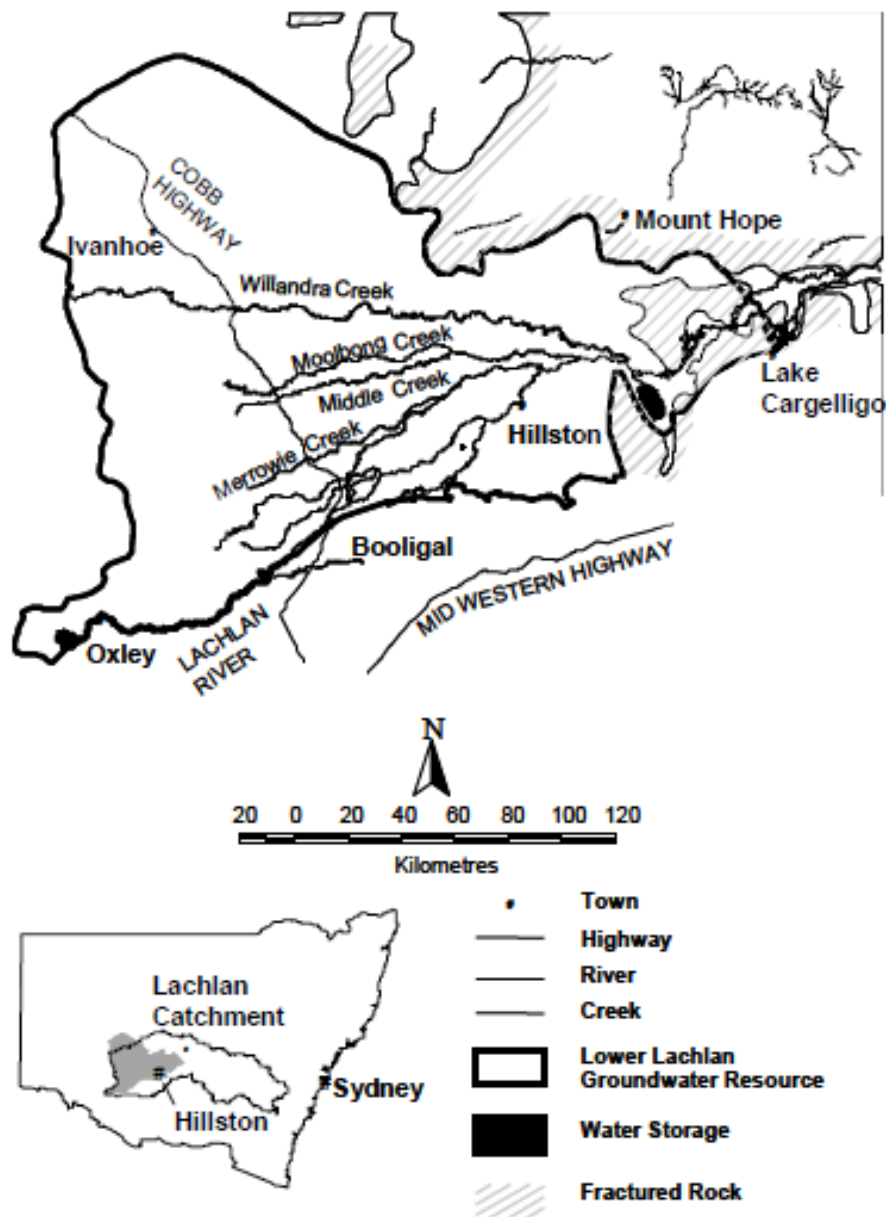 COBB
HIGHWAY
Mount Hope
Ivanhoe
Willandra Creek
Moolbong Creek
Lake
Cargelligo
Middle Creek
Hillston
Merrowie Creek
Booligal
MID WESTERN HIGHWAY
Oxley
LACHLAN
RIVER
N
20 0 20 40 60 80 100 120
Kilometres
Town
Highway
River
Creek
Lower Lachlan
Groundwater Resource
Water Storage
Fractured Rock
Lachlan
Catchment
#
Sydney
Hillston